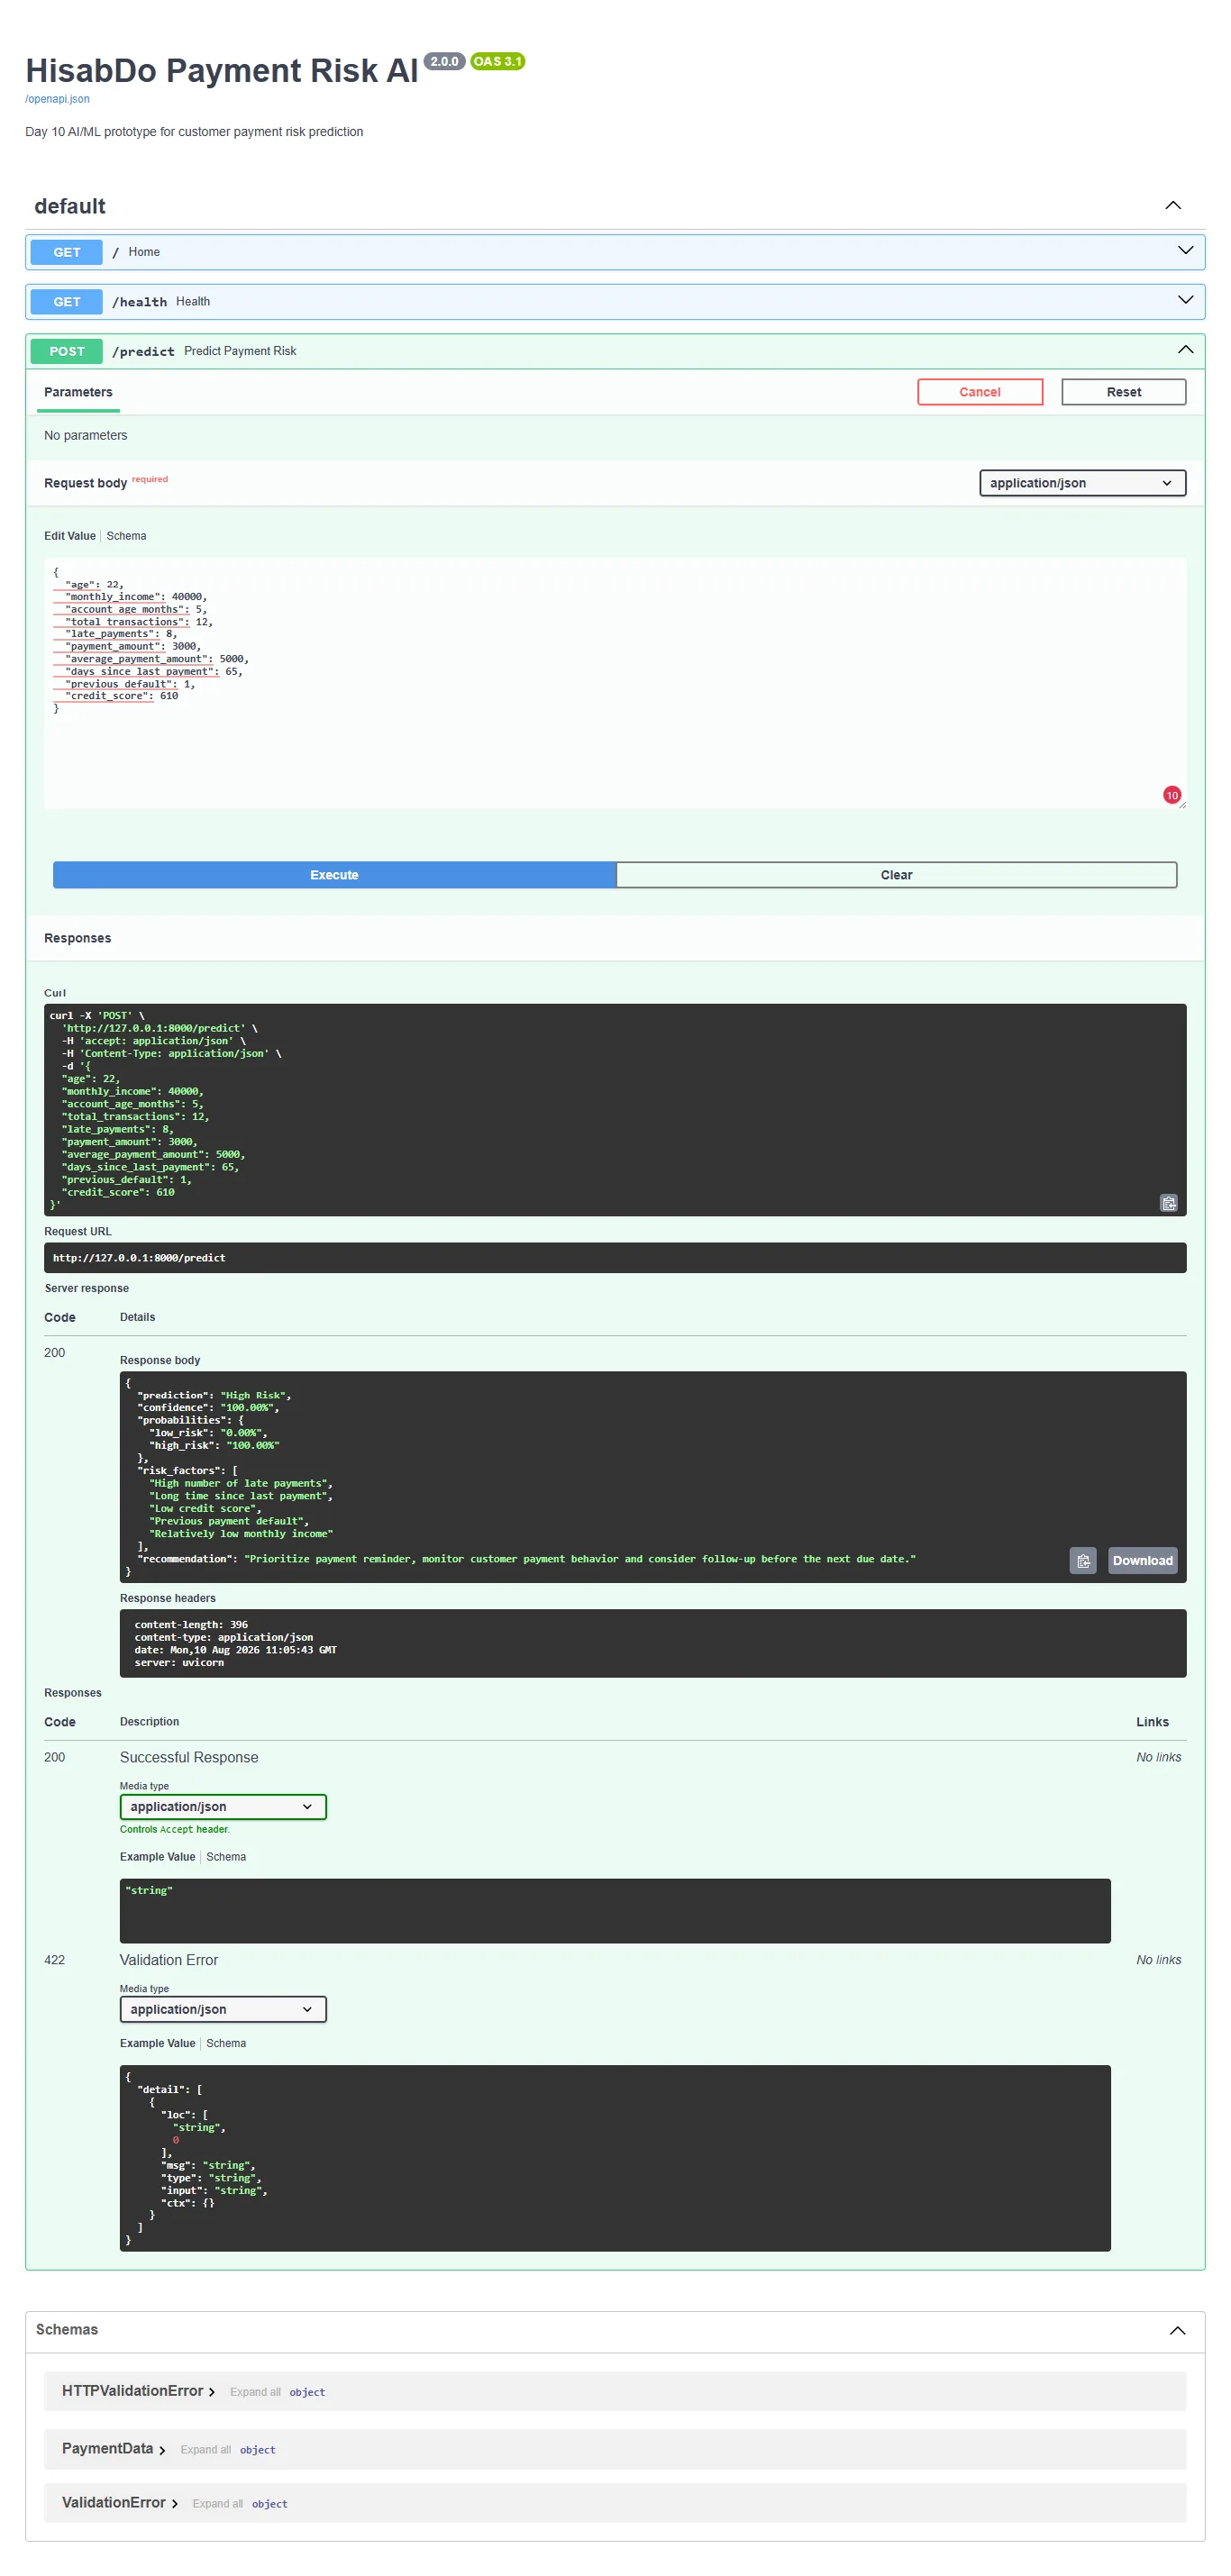 HisabDo Payment Risk AI 2.0.0 OAS 3.1
/openapi.json
Day 10 AI/ML prototype for customer payment risk prediction
default
GET / Home
GET /health Health
POST /predict Predict Payment Risk
Parameters Cancel Reset
No parameters
Request body required application/json
Edit Value Schema
{
"age": 22,
"monthly_income": 40000,
"account_age_months": 5,
"total_transactions": 12,
"late_payments": 8,
"payment_amount": 3000,
"average_payment_amount": 5000,
"days_since_last_payment": 65,
"previous_default": 1,
"credit_score": 610
}
10
Execute Clear
Responses
Curl
curl -X 'POST' \
'http://127.0.0.1:8000/predict' \
-H 'accept: application/json' \
-H 'Content-Type: application/json' \
-d '{
"age": 22,
"monthly_income": 40000,
"account_age_months": 5,
"total_transactions": 12,
"late_payments": 8,
"payment_amount": 3000,
"average_payment_amount": 5000,
"days_since_last_payment": 65,
"previous_default": 1,
"credit_score": 610
}'
Request URL
http://127.0.0.1:8000/predict
Server response
Code Details
200
Response body
{
"prediction": "High Risk",
"confidence": "100.00%",
"probabilities": {
"low_risk": "0.00%",
"high_risk": "100.00%"
},
"risk_factors": [
"High number of late payments",
"Long time since last payment",
"Low credit score",
"Previous payment default",
"Relatively low monthly income"
],
"recommendation": "Prioritize payment reminder, monitor customer payment behavior and consider follow-up before the next due date."
}
Download
Response headers
content-length: 396
content-type: application/json
date: Mon,10 Aug 2026 11:05:43 GMT
server: uvicorn
Responses
Code Description Links
200 Successful Response No links
Media type
application/json
Controls Accept header.
Example Value Schema
"string"
422 Validation Error No links
Media type
application/json
Example Value Schema
{
"detail": [
{
"loc": [
"string",
0
],
"msg": "string",
"type": "string",
"input": "string",
"ctx": {}
}
]
}
Schemas
HTTPValidationError Expand all object
PaymentData Expand all object
ValidationError Expand all object